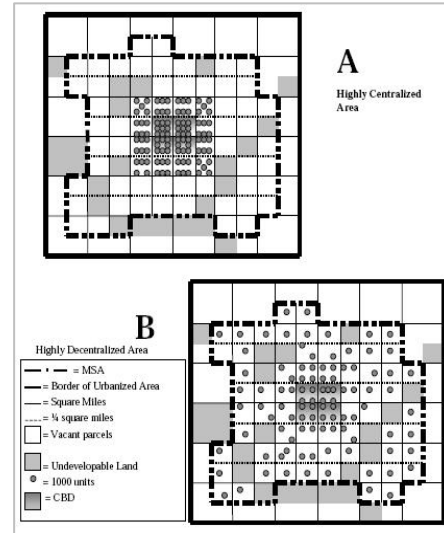 A
Highly Centralized
Area
B
Highly Decentralized Area
= MSA
= Border of Urbanized Area
= Square Miles
= ¼ square miles
= Vacant parcels
= Undevelopable Land
= 1000 units
= CBD